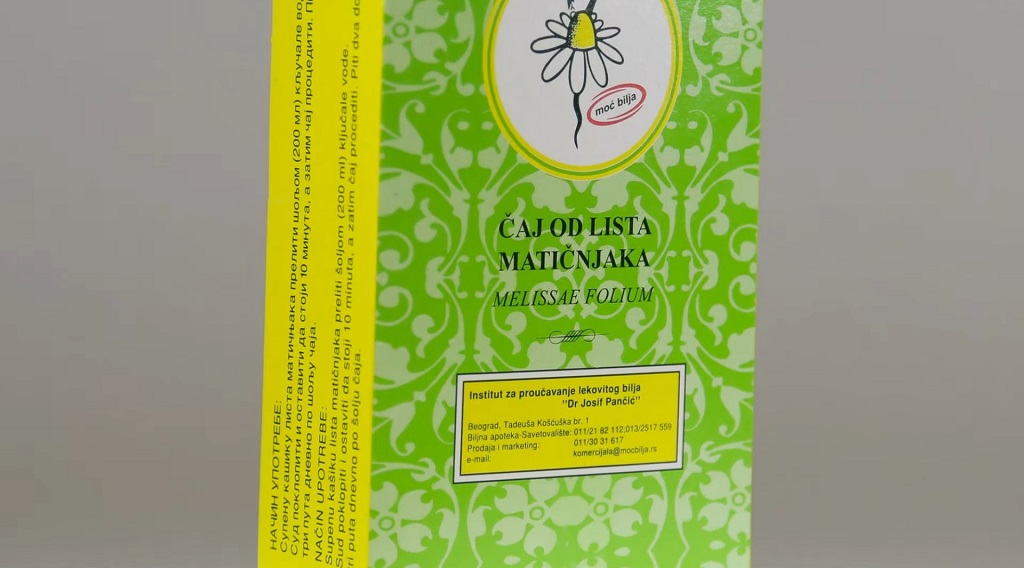 moć bilja
ČAJ OD LISTA
MATIČNJAKA
MELISSAE FOLIUM
Institut za proučavanje lekovitog bilja
"Dr Josif Pančić"
Beograd, Tadeuša Košćuška br. 1
Biljna apoteka-Savetovalište: 011/21 82 112,013/2517 559
Prodaja i marketing: 011/30 31 617
e-mail: komercijala@mocbilja.rs
НАЧИН УПОТРЕБЕ:
Супену кашику листа матичњака прелити шољом (200 мл) кључале
Суд поклопити и оставити да стоји 10 минута, а затим чај процедити.
три пута дневно по шољу чаја.
NAČIN UPOTREBE:
Supenu kašiku lista matičnjaka preliti šoljom (200 ml) ključale vode.
Sud poklopiti i ostaviti da stoji 10 minuta, a zatim čaj procediti. Piti dva do
tri puta dnevno po šolju čaja.